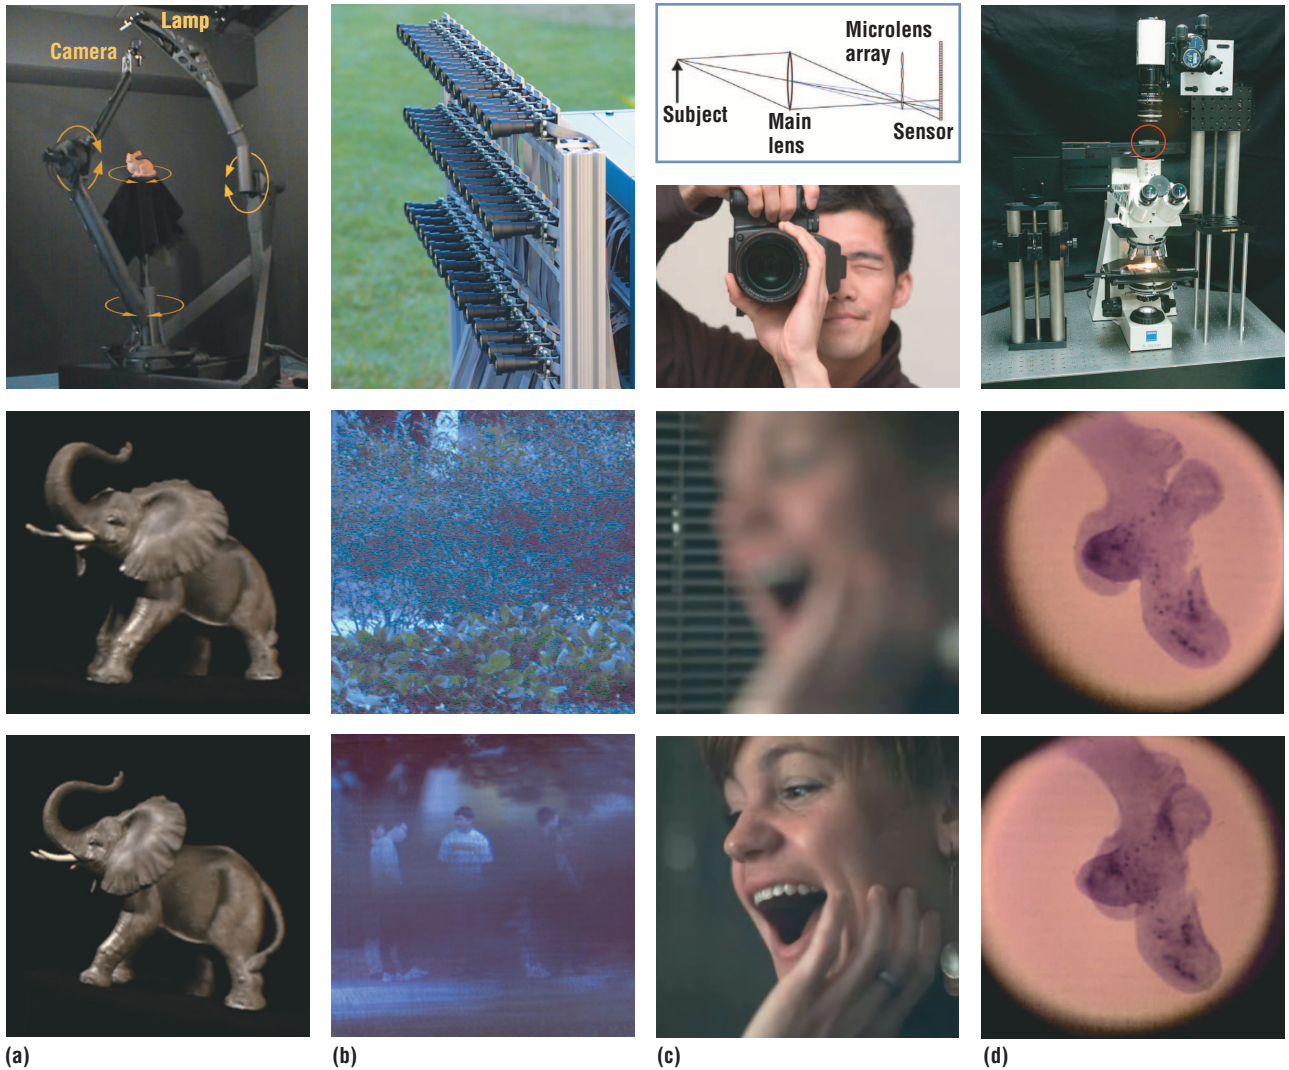 Lamp
Camera
Microlens
array
Subject
Main
lens
Sensor
(a)
(b)
(c)
(d)